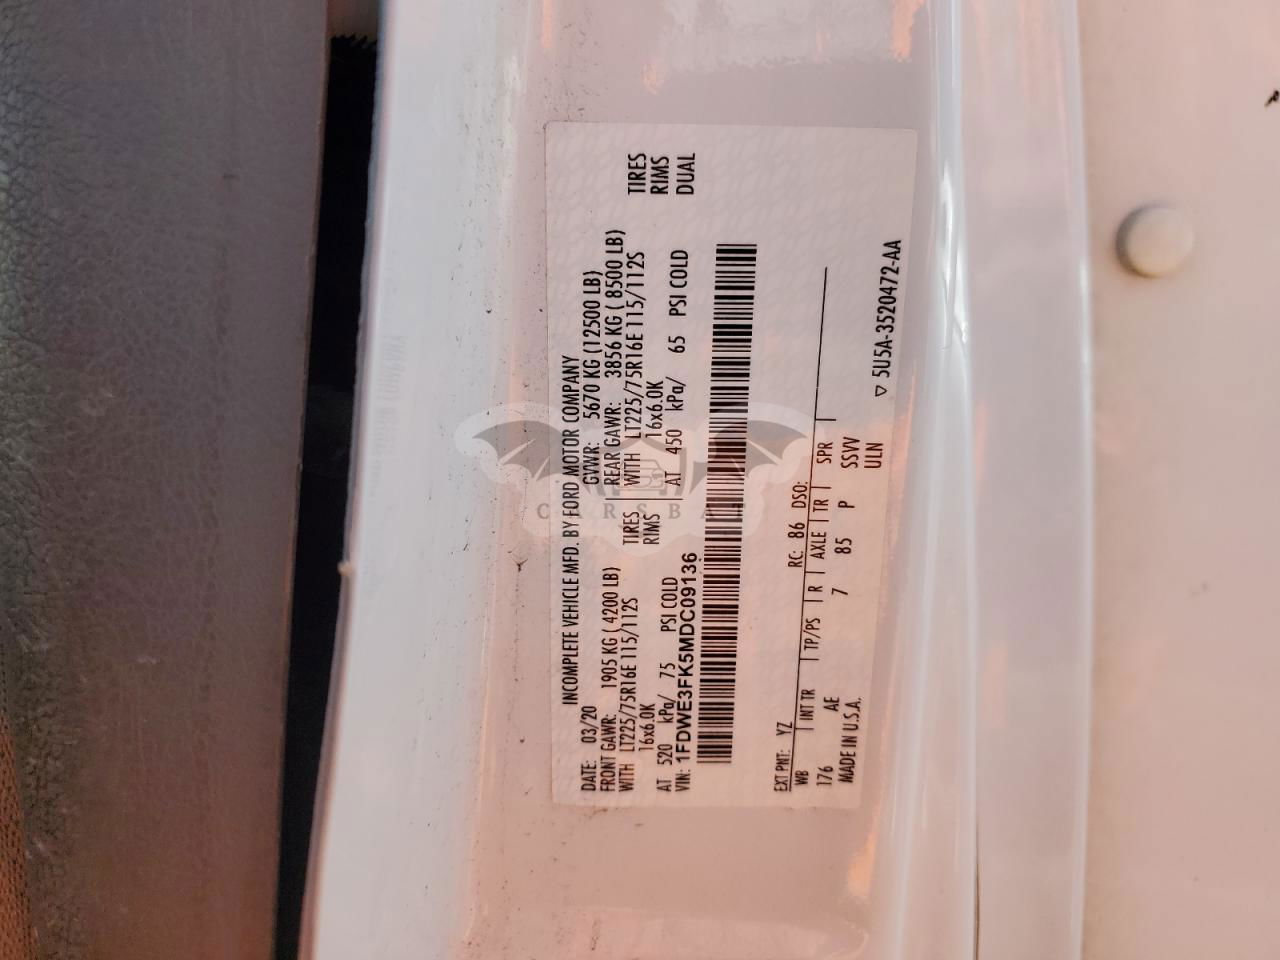 INCOMPLETE VEHICLE MFD. BY FORD MOTOR COMPANY
DATE: 03/20 GVWR: 5670 KG (12500 LB)
FRONT GAWR: 1905 KG ( 4200 LB) REAR GAWR: 3856 KG ( 8500 LB)
WITH LT225/75R16E 115/112S TIRES WITH LT225/75R16E 115/112S TIRES
16x6.0K RIMS 16x6.0K RIMS
AT 520 kPa/ 75 PSI COLD AT 450 kPa/ 65 PSI COLD DUAL
VIN: 1FDWE3FK5MDC09136
EXT PNT: YZ RC: 86 DSO:
WB INT TR TP/PS R AXLE TR SPR
176 AE 7 85 P SSVV
MADE IN U.S.A. ULN
▽ 5U5A-3520472-AA
CARSBAT